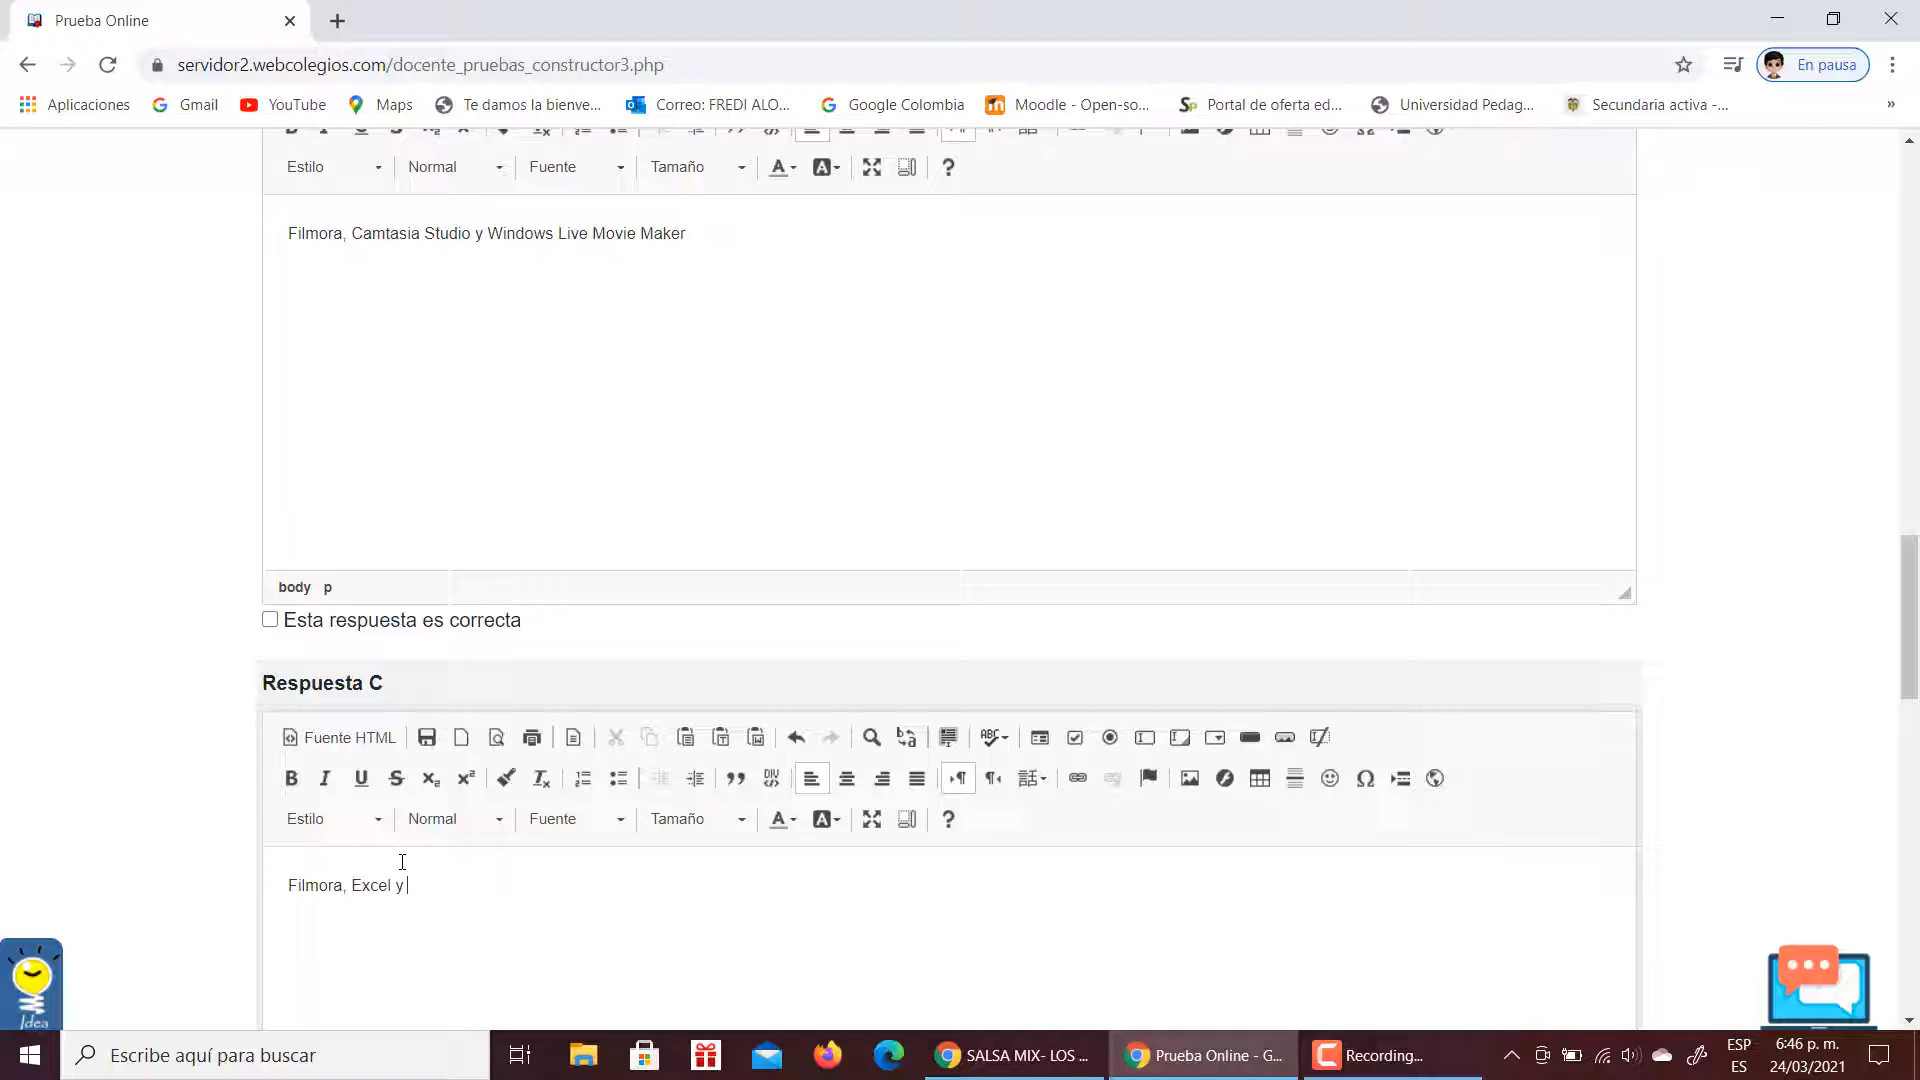 Prueba Online
servidor2.webcolegios.com/docente_pruebas_constructor3.php
En pausa
Aplicaciones
Gmail
YouTube
Maps
Te damos la bienve...
Correo: FREDI ALO...
Google Colombia
Moodle - Open-so...
Portal de oferta ed...
Universidad Pedag...
Secundaria activa -...
»
Estilo
Normal
Fuente
Tamaño
Filmora, Camtasia Studio y Windows Live Movie Maker
body p
Esta respuesta es correcta
Respuesta C
Fuente HTML
Estilo
Normal
Fuente
Tamaño
Filmora, Excel y
Idea
Escribe aquí para buscar
SALSA MIX- LOS ...
Prueba Online - G...
Recording...
ESP
ES
6:46 p. m.
24/03/2021